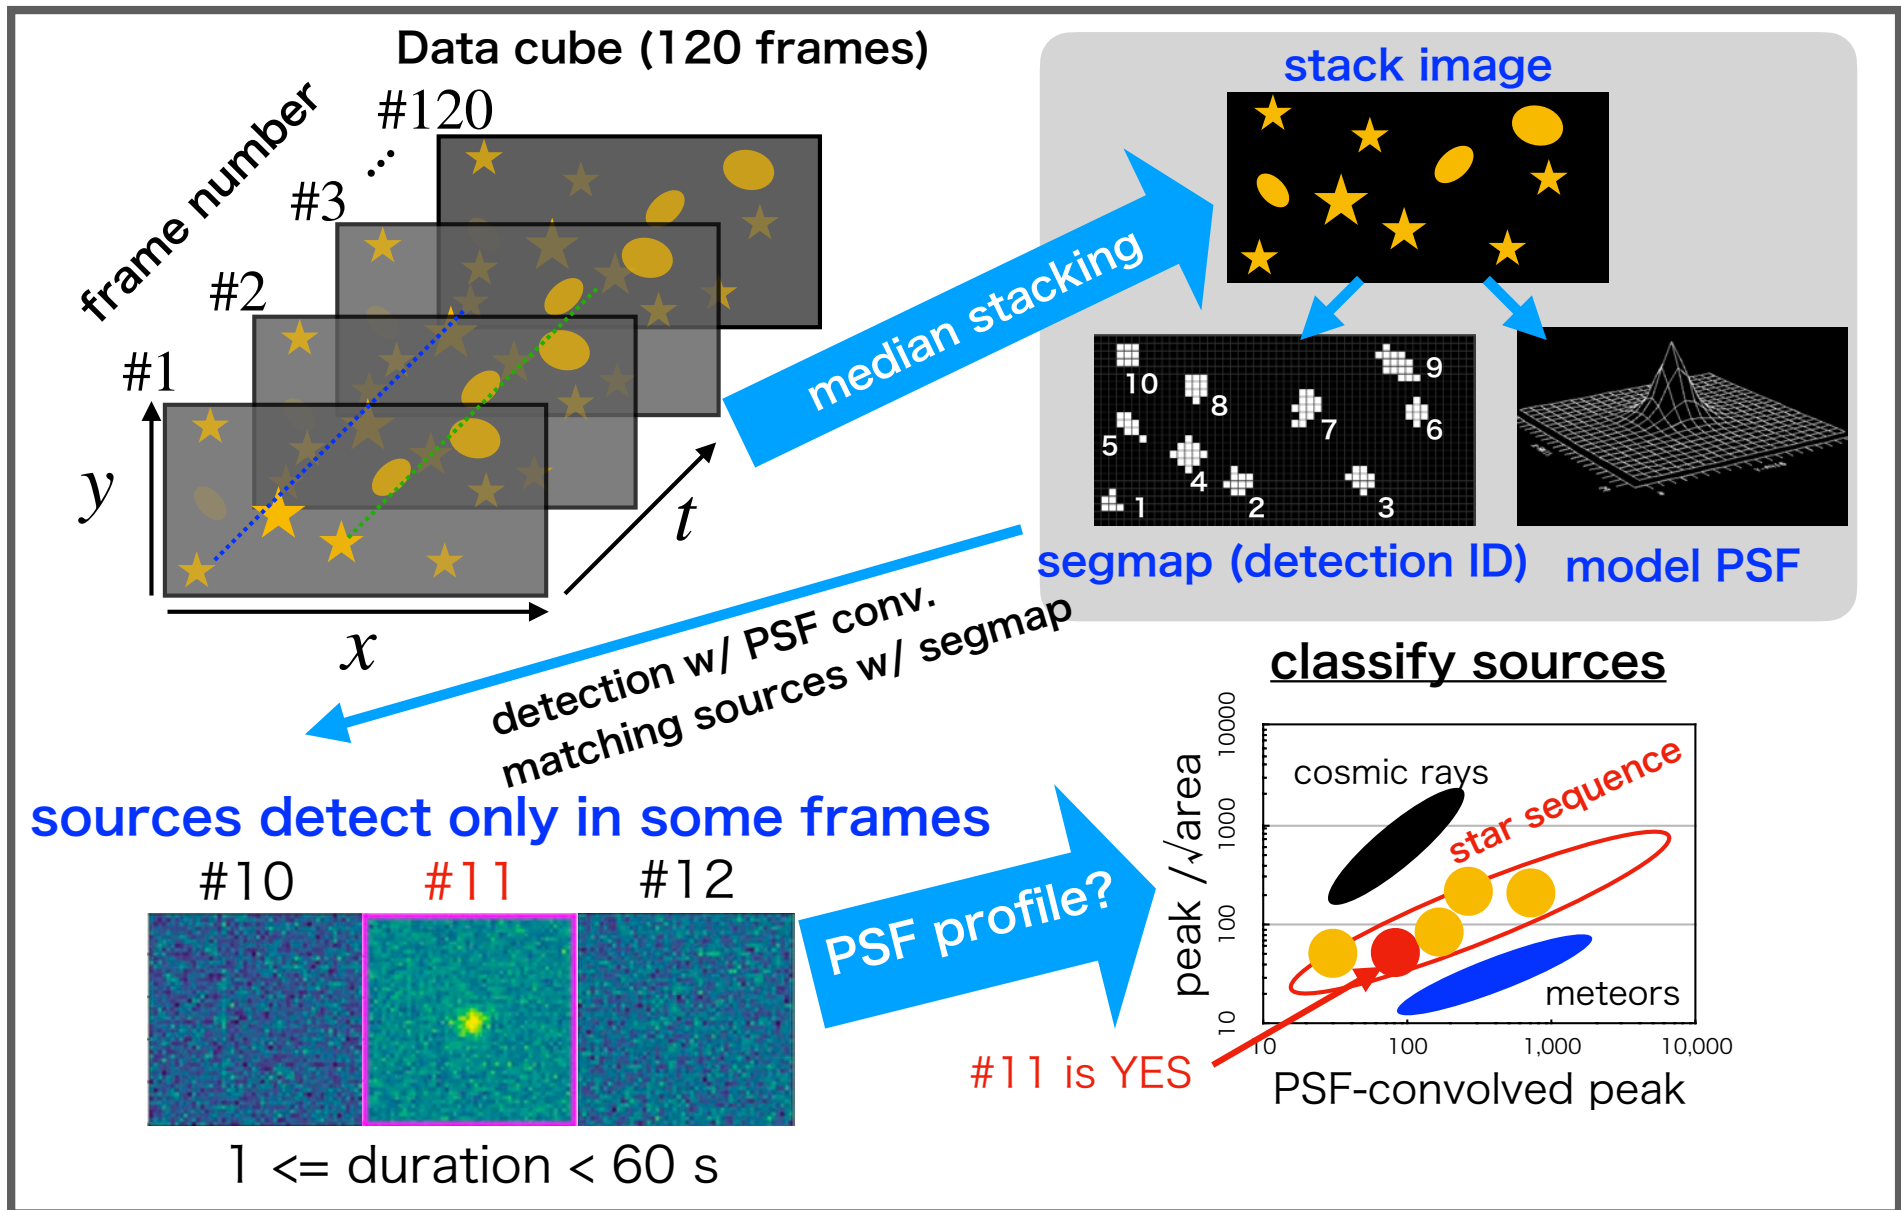 Data cube (120 frames)
frame number
#120
...
#3
#2
#1
y
x
t
median stacking
stack image
10
9
8
7
6
5
4
3
2
1
segmap (detection ID)
model PSF
detection w/ PSF conv.
matching sources w/ segmap
sources detect only in some frames
#10
#11
#12
1 <= duration < 60 s
PSF profile?
classify sources
peak /√area
10000
1000
100
10
cosmic rays
star sequence
meteors
10
100
1,000
10,000
PSF-convolved peak
#11 is YES